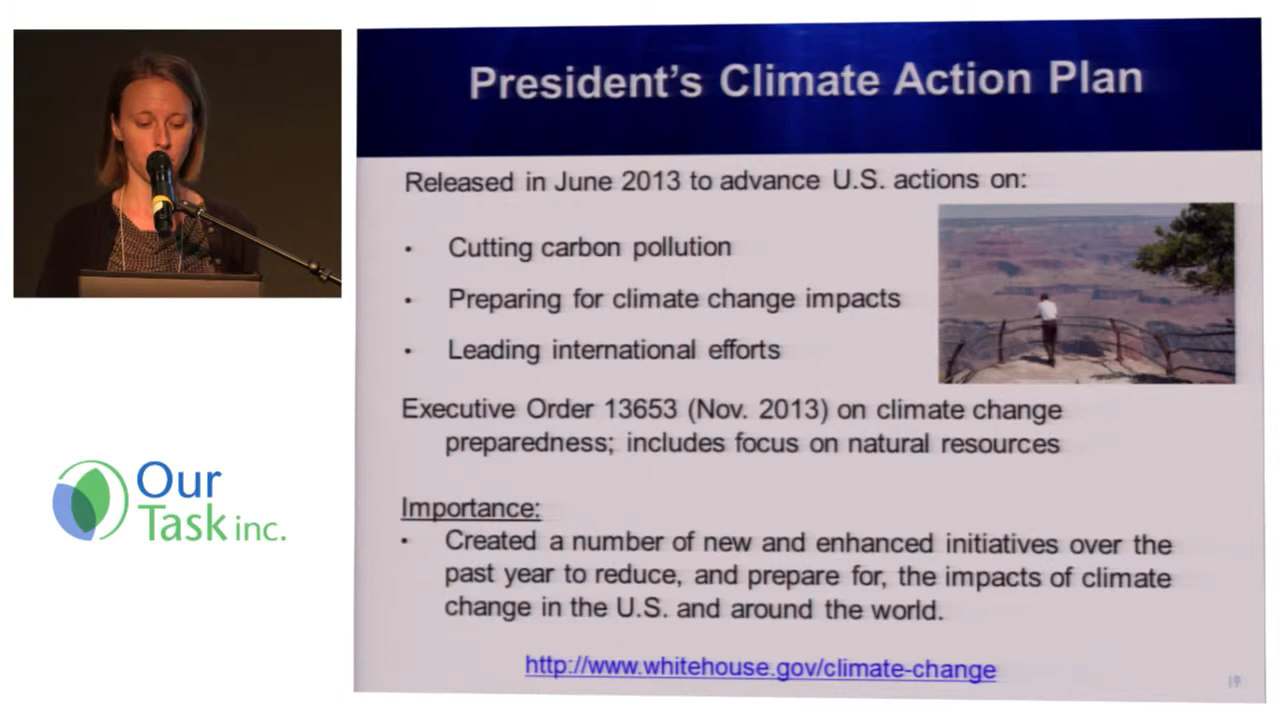 President's Climate Action Plan
Released in June 2013 to advance U.S. actions on:
• Cutting carbon pollution
• Preparing for climate change impacts
• Leading international efforts
Executive Order 13653 (Nov. 2013) on climate change
preparedness; includes focus on natural resources
Importance:
• Created a number of new and enhanced initiatives over the
past year to reduce, and prepare for, the impacts of climate
change in the U.S. and around the world.
http://www.whitehouse.gov/climate-change
19
Our
Task inc.